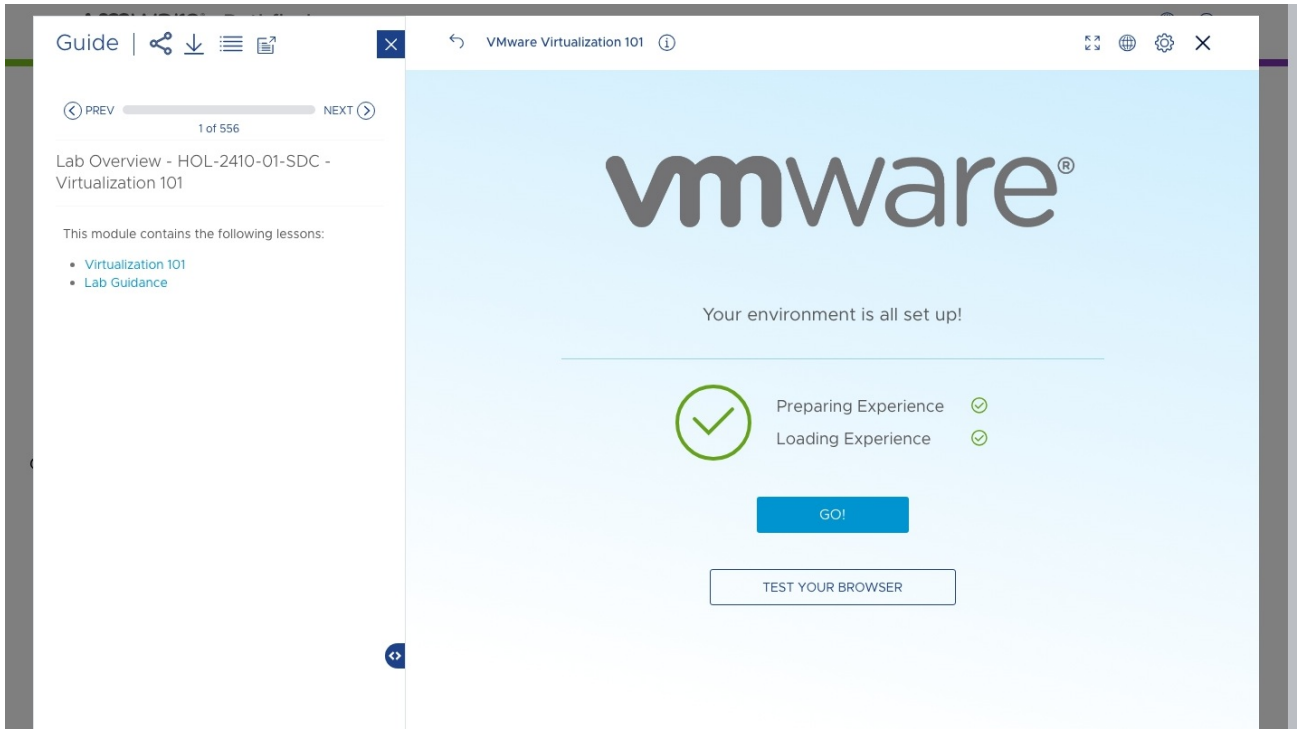 Guide
VMware Virtualization 101
PREV
NEXT
1 of 556
Lab Overview - HOL-2410-01-SDC -
Virtualization 101
This module contains the following lessons:
• Virtualization 101
• Lab Guidance
vmware®
Your environment is all set up!
Preparing Experience
Loading Experience
GO!
TEST YOUR BROWSER